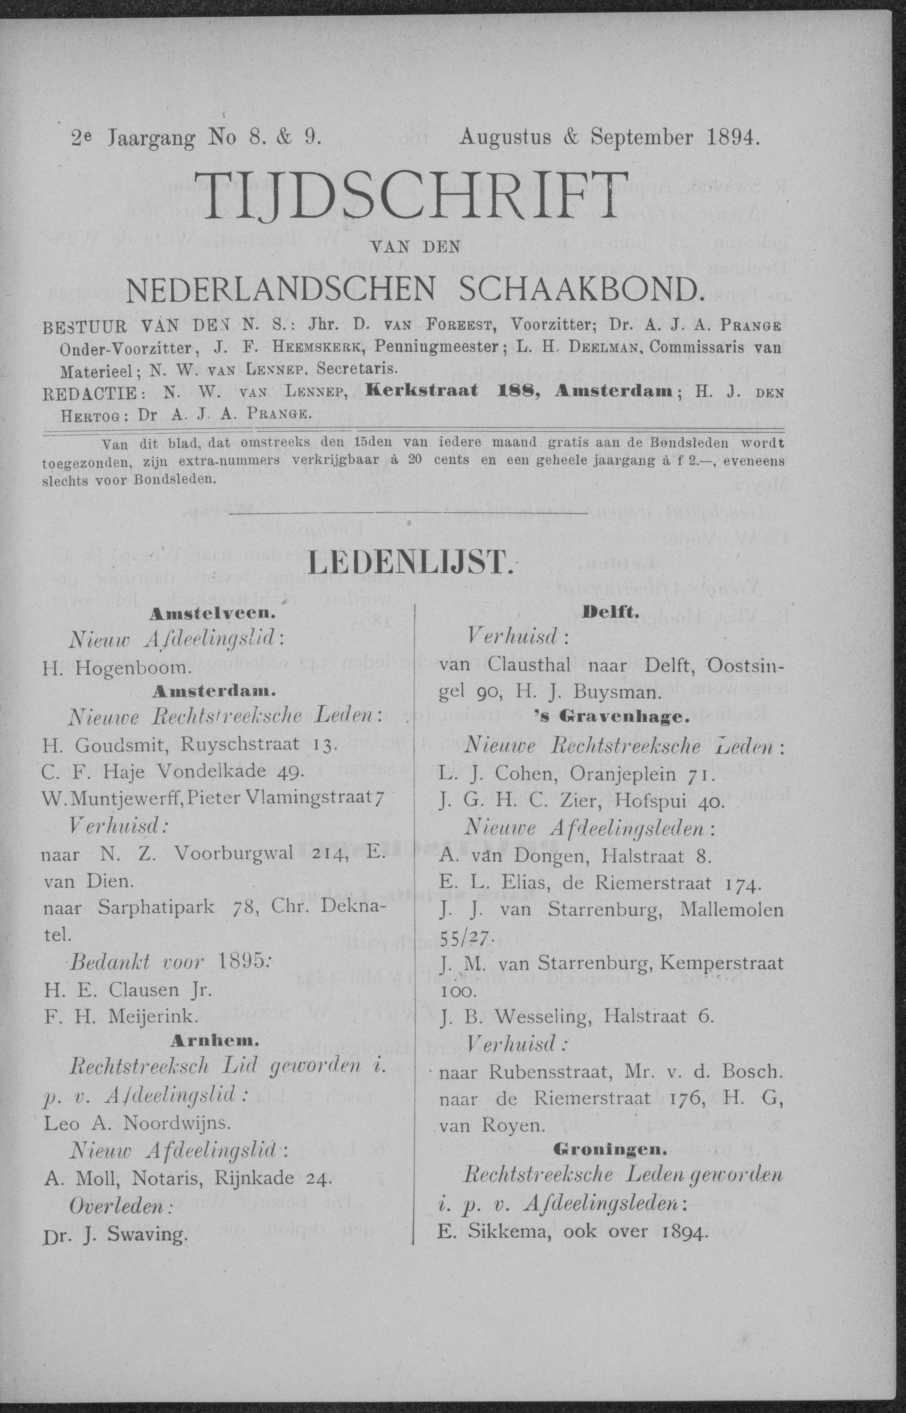 2e Jaargang No 8. & 9. Augustus & September 1894.
TIJDSCHRIFT
VAN DEN
NEDERLANDSCHEN SCHAAKBOND.
BESTUUR VAN DEN N. S.: Jhr. D. VAN FOREEST, Voorzitter; Dr. A. J. A. PRANGE
Onder-Voorzitter, J. F. HEEMSKERK, Penningmeester; L. H. DEELMAN, Commissaris van
Materieel; N. W. VAN LENNEP, Secretaris.
REDACTIE: N. W. VAN LENNEP, Kerkstraat 188, Amsterdam; H. J. DEN
HERTOG: Dr A. J. A. PRANGE.
Van dit blad, dat omstreeks den 15den van iedere maand gratis aan de Bondsleden wordt
toegezonden, zijn extra-nummers verkrijgbaar à 20 cents en een geheele jaargang à f 2.—, eveneens
slechts voor Bondsleden.
LEDENLIJST.
Amstelveen.
Nieuw Afdeelingslid:
H. Hogenboom.
Amsterdam.
Nieuwe Rechtstreeksche Leden:
H. Goudsmit, Ruyschstraat 13.
C. F. Haje Vondelkade 49.
W. Muntjewerff, Pieter Vlamingstraat 7
Verhuisd:
naar N. Z. Voorburgwal 214, E.
van Dien.
naar Sarphatipark 78, Chr. Dekna-
tel.
Bedankt voor 1895:
H. E. Clausen Jr.
F. H. Meijerink.
Arnhem.
Rechtstreeksch Lid geworden i.
p. v. Afdeelingslid:
Leo A. Noordwijns.
Nieuw Afdeelingslid:
A. Moll, Notaris, Rijnkade 24.
Overleden:
Dr. J. Swaving.
Delft.
Verhuisd:
van Clausthal naar Delft, Oostsin-
gel 90, H. J. Buysman.
's Gravenhage.
Nieuwe Rechtstreeksche Leden:
L. J. Cohen, Oranjeplein 71.
J. G. H. C. Zier, Hofspui 40.
Nieuwe Afdeelingsleden:
A. van Dongen, Halstraat 8.
E. L. Elias, de Riemerstraat 174.
J. J. van Starrenburg, Mallemolen
55/27.
J. M. van Starrenburg, Kemperstraat
100.
J. B. Wesseling, Halstraat 6.
Verhuisd:
naar Rubensstraat, Mr. v. d. Bosch.
naar de Riemerstraat 176, H. G,
van Royen.
Groningen.
Rechtstreeksche Leden geworden
i. p. v. Afdeelingsleden:
E. Sikkema, ook over 1894.